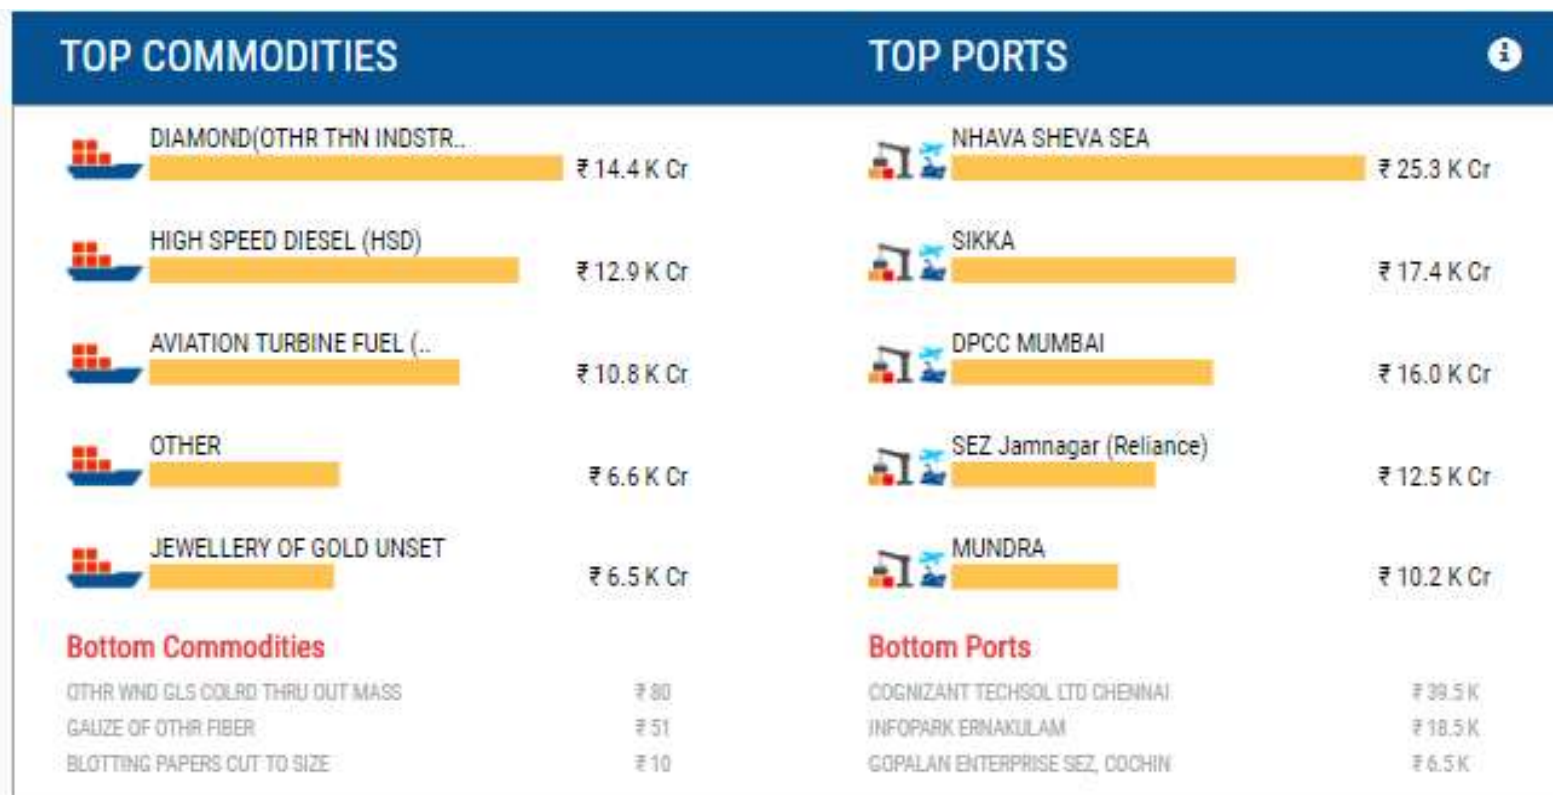 TOP COMMODITIES
DIAMOND(OTHR THN INDSTR..
₹ 14.4 K Cr
HIGH SPEED DIESEL (HSD)
₹ 12.9 K Cr
AVIATION TURBINE FUEL (..
₹ 10.8 K Cr
OTHER
₹ 6.6 K Cr
JEWELLERY OF GOLD UNSET
₹ 6.5 K Cr
Bottom Commodities
OTHR WND GLS COLRD THRU OUT MASS ₹ 80
GAUZE OF OTHR FIBER ₹ 51
BLOTTING PAPERS CUT TO SIZE ₹ 10
TOP PORTS
NHAVA SHEVA SEA
₹ 25.3 K Cr
SIKKA
₹ 17.4 K Cr
DPCC MUMBAI
₹ 16.0 K Cr
SEZ Jamnagar (Reliance)
₹ 12.5 K Cr
MUNDRA
₹ 10.2 K Cr
Bottom Ports
COGNIZANT TECHSOL LTD CHENNAI ₹ 39.5 K
INFOPARK ERNAKULAM ₹ 18.5 K
GOPALAN ENTERPRISE SEZ, COCHIN ₹ 6.5 K